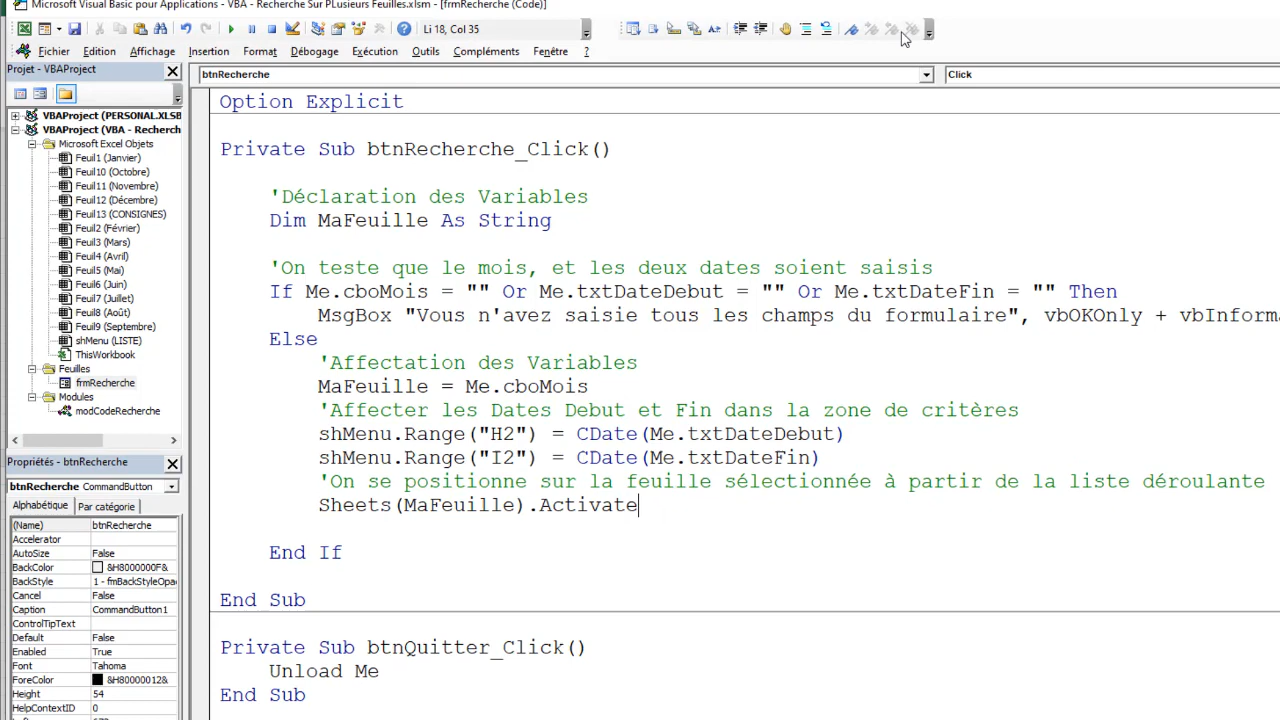 Microsoft Visual Basic pour Applications - VBA - Recherche Sur PLusieurs Feuilles.xlsm - [frmRecherche (Code)]
Li 18, Col 35
Fichier Edition Affichage Insertion Format Débogage Exécution Outils Compléments Fenêtre ?
Projet - VBAProject
btnRecherche
Click
VBAProject (PERSONAL.XLSB
VBAProject (VBA - Recherch
Microsoft Excel Objets
Feuil1 (Janvier)
Feuil10 (Octobre)
Feuil11 (Novembre)
Feuil12 (Décembre)
Feuil13 (CONSIGNES)
Feuil2 (Février)
Feuil3 (Mars)
Feuil4 (Avril)
Feuil5 (Mai)
Feuil6 (Juin)
Feuil7 (Juillet)
Feuil8 (Août)
Feuil9 (Septembre)
shMenu (LISTE)
ThisWorkbook
Feuilles
frmRecherche
Modules
modCodeRecherche
Propriétés - btnRecherche
btnRecherche CommandButton
Alphabétique Par catégorie
(Name) btnRecherche
Accelerator
AutoSize False
BackColor &H8000000F&
BackStyle 1 - fmBackStyleOpa
Cancel False
Caption CommandButton1
ControlTipText
Default False
Enabled True
Font Tahoma
ForeColor &H80000012&
Height 54
HelpContextID 0
Option Explicit
Private Sub btnRecherche_Click()
'Déclaration des Variables
Dim MaFeuille As String
'On teste que le mois, et les deux dates soient saisis
If Me.cboMois = "" Or Me.txtDateDebut = "" Or Me.txtDateFin = "" Then
MsgBox "Vous n'avez saisie tous les champs du formulaire", vbOKOnly + vbInforma
Else
'Affectation des Variables
MaFeuille = Me.cboMois
'Affecter les Dates Debut et Fin dans la zone de critères
shMenu.Range("H2") = CDate(Me.txtDateDebut)
shMenu.Range("I2") = CDate(Me.txtDateFin)
'On se positionne sur la feuille sélectionnée à partir de la liste déroulante
Sheets(MaFeuille).Activate
End If
End Sub
Private Sub btnQuitter_Click()
Unload Me
End Sub